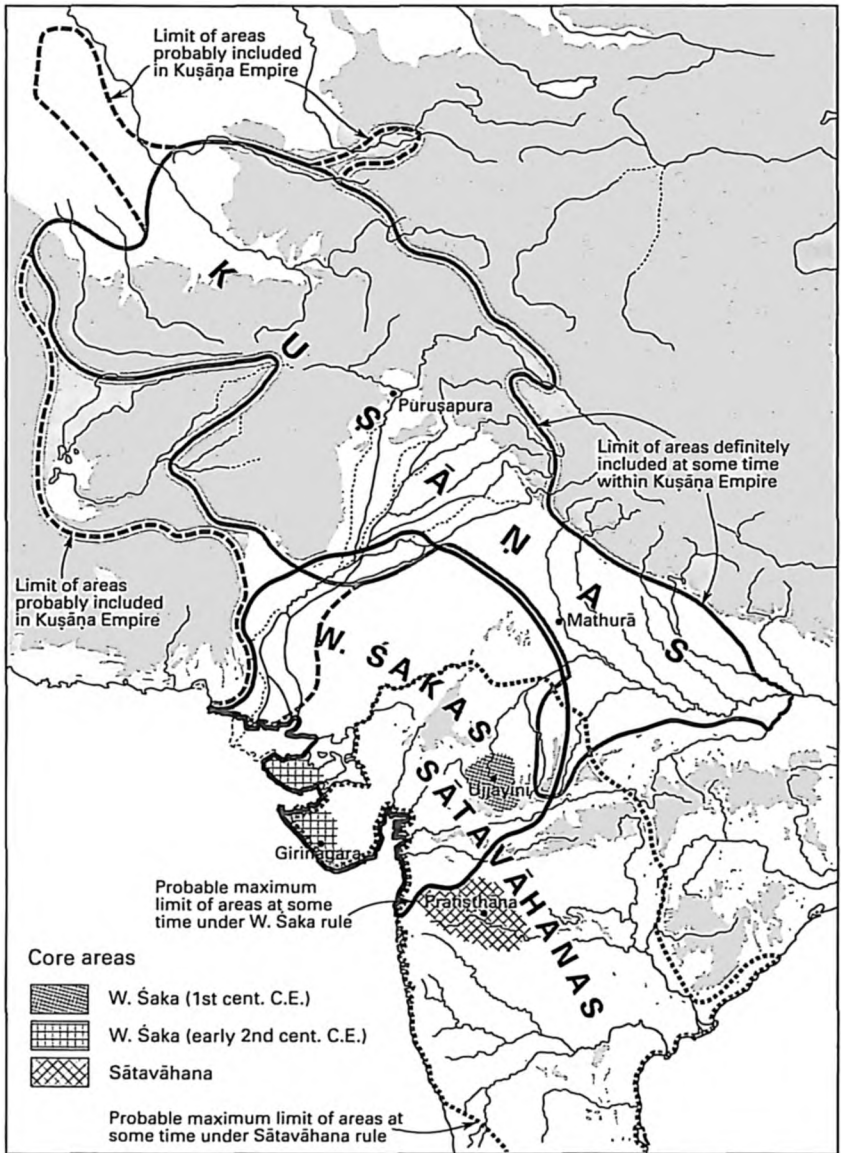 Limit of areas
probably included
in Kuṣāṇa Empire
KUṢĀṆAS
Puruṣapura
Limit of areas definitely
included at some time
within Kuṣāṇa Empire
Limit of areas
probably included
in Kuṣāṇa Empire
Mathurā
W. ŚAKAS
SĀTAVĀHANAS
Ujjayinī
Girinagara
Probable maximum
limit of areas at some
time under W. Śaka rule
Pratiṣṭhāna
Core areas
W. Śaka (1st cent. C.E.)
W. Śaka (early 2nd cent. C.E.)
Sātavāhana
Probable maximum limit of areas at
some time under Sātavāhana rule